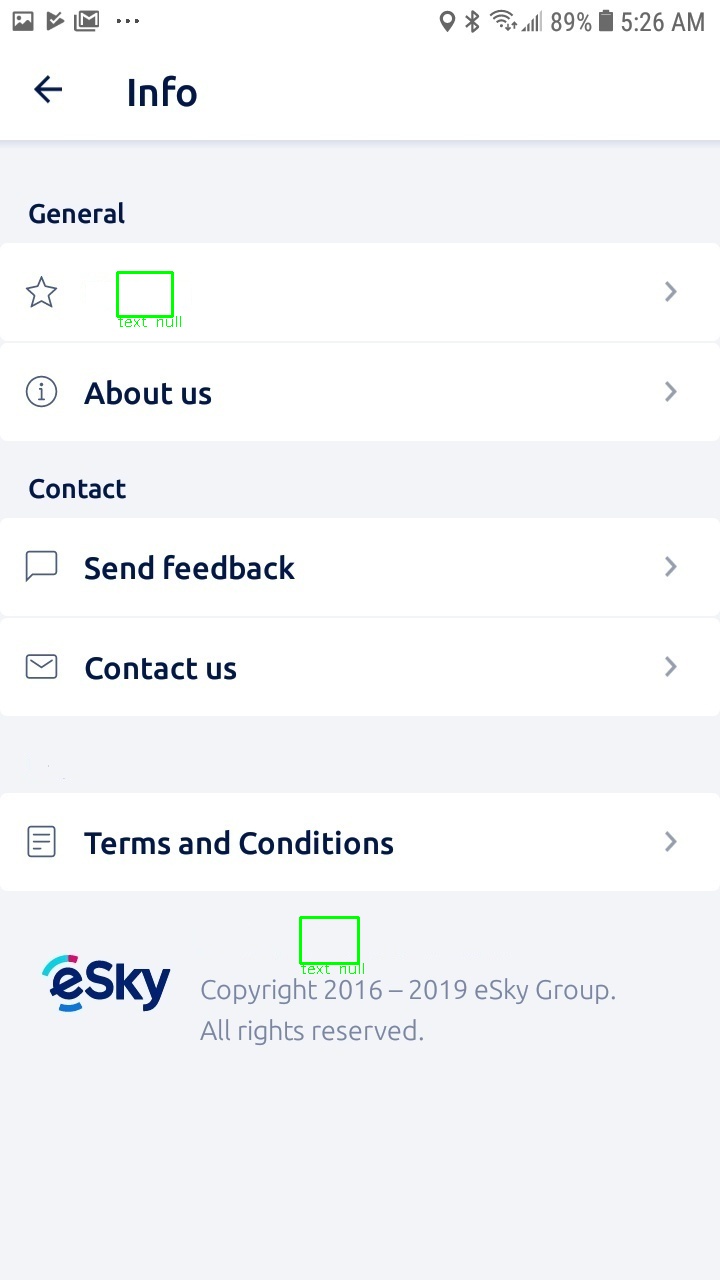 89% 5:26 AM
Info
General
text null
About us
Contact
Send feedback
Contact us
Terms and Conditions
text null
eSky
Copyright 2016 – 2019 eSky Group.
All rights reserved.